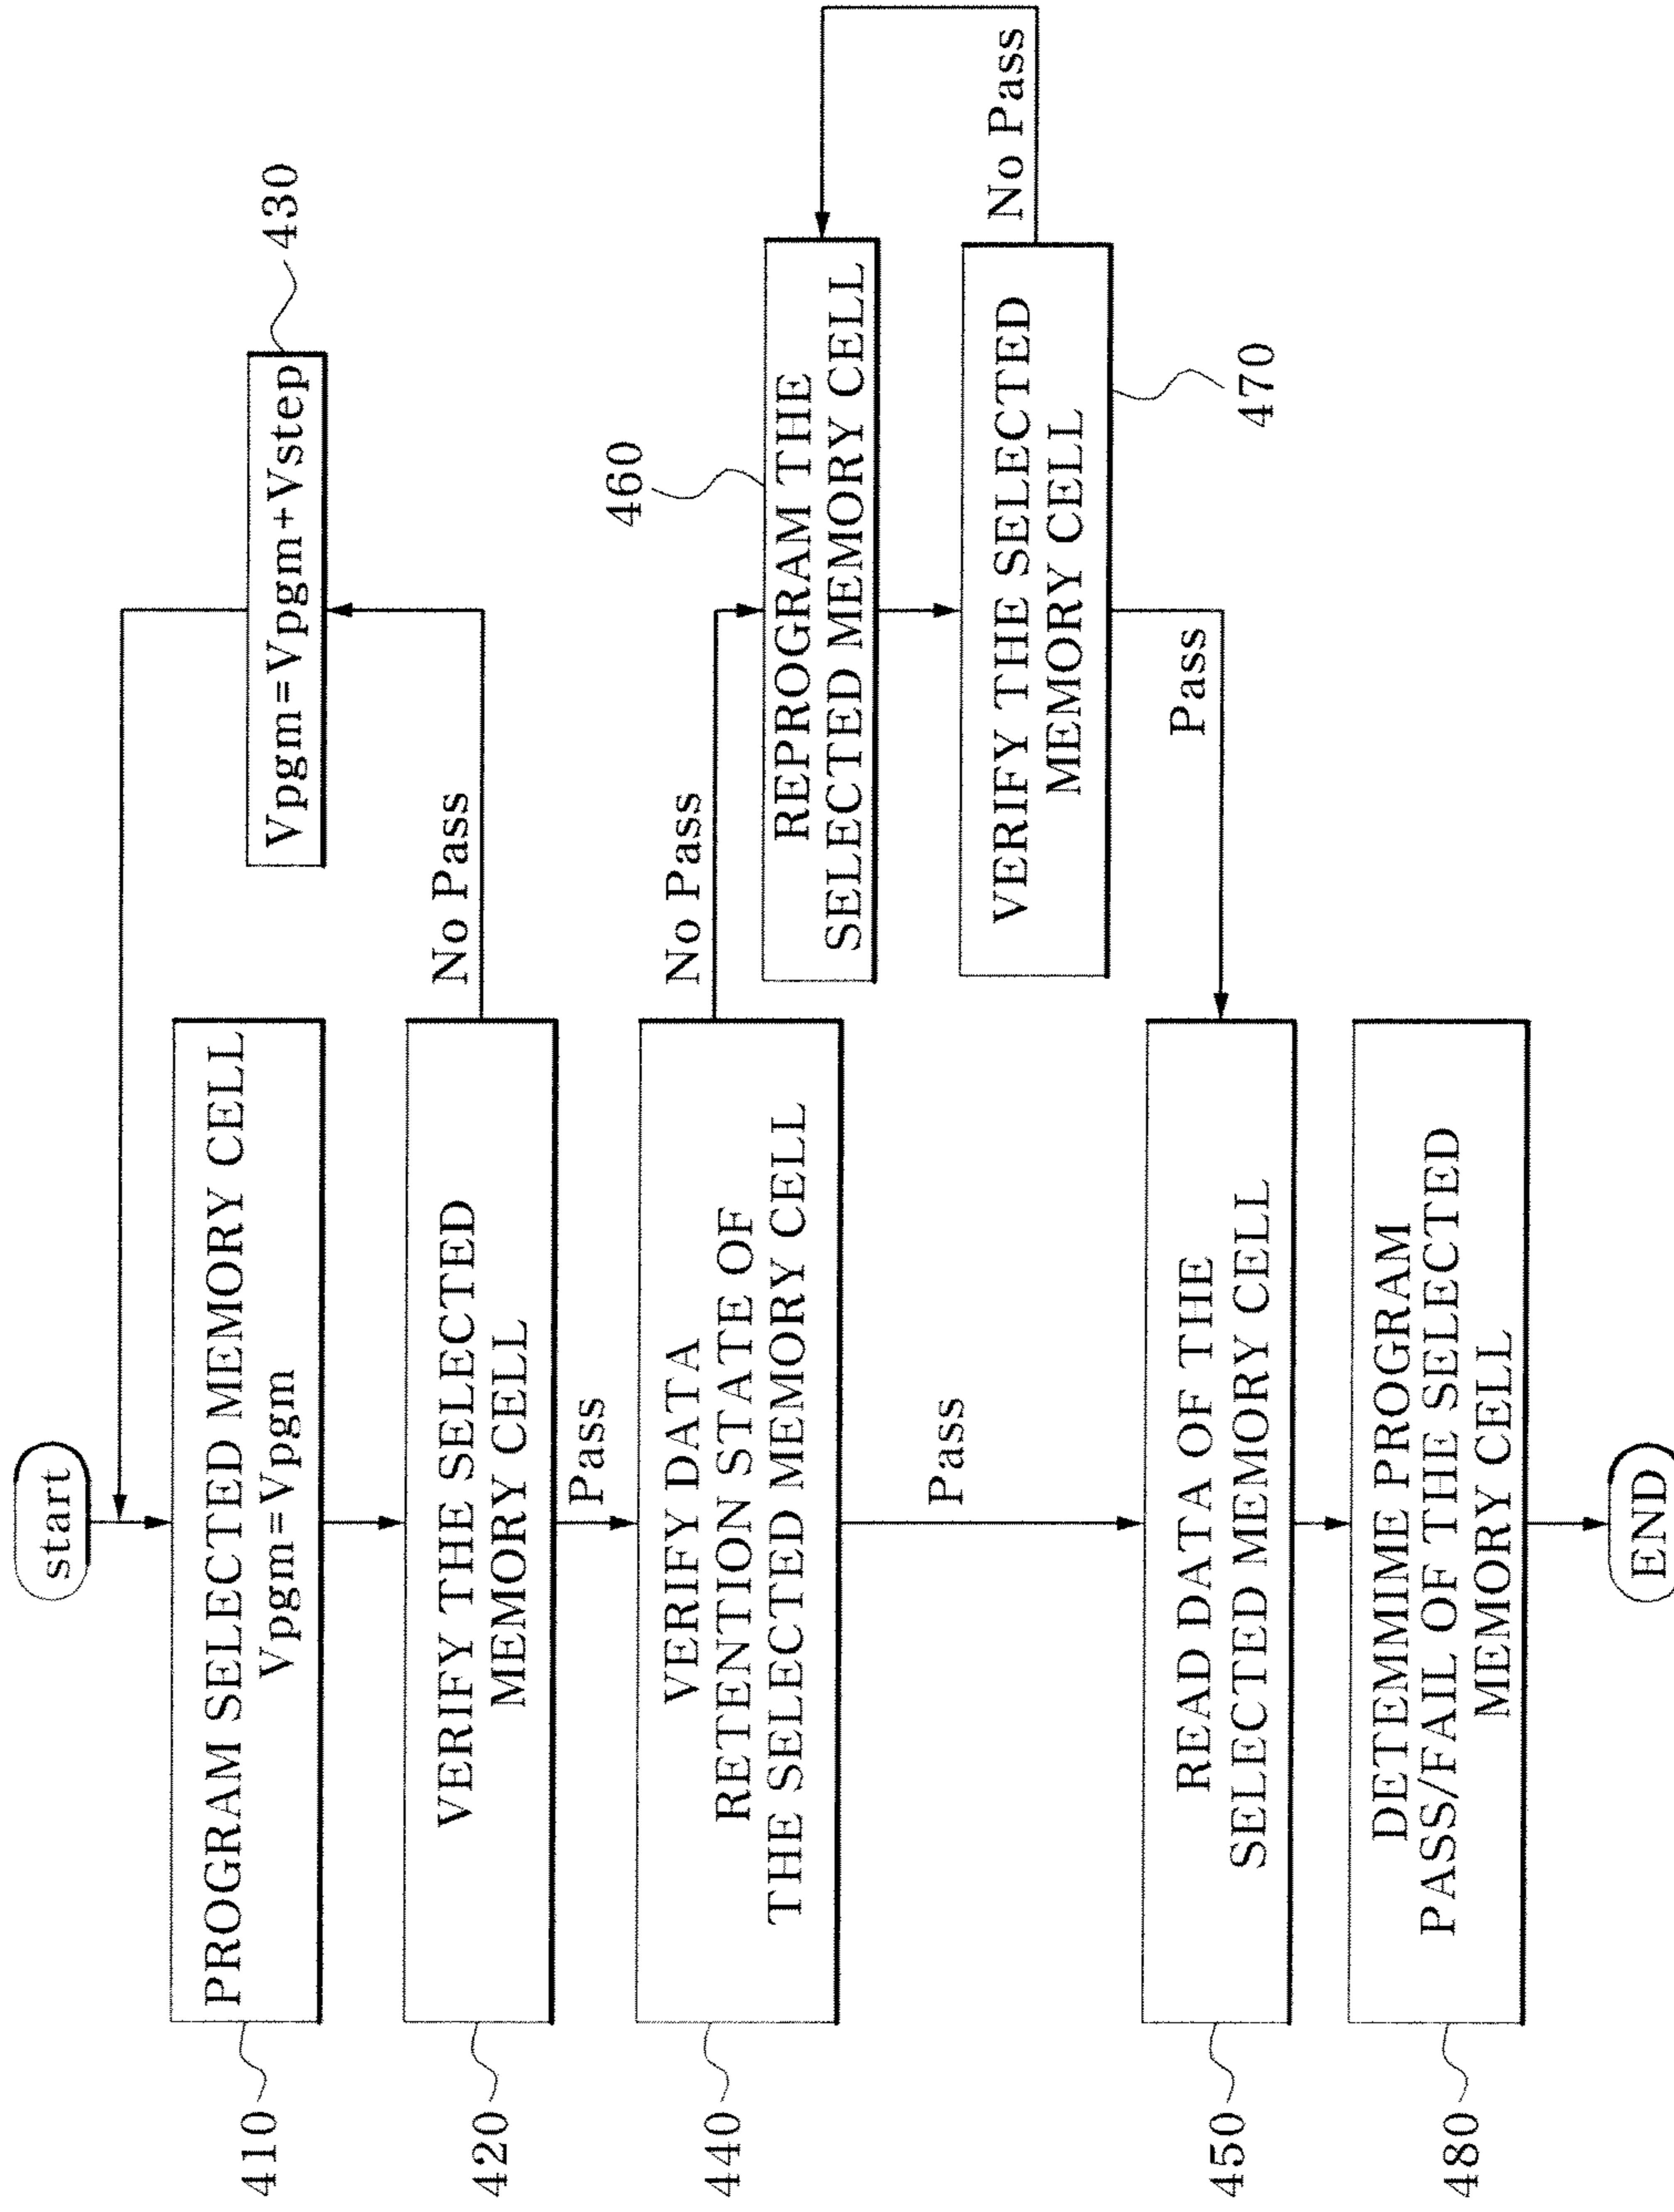 start
410
PROGRAM SELECTED MEMORY CELL
Vpgm=Vpgm
Vpgm=Vpgm+Vstep
430
420
VERIFY THE SELECTED
MEMORY CELL
No Pass
Pass
440
VERIFY DATA
RETENTION STATE OF
THE SELECTED MEMORY CELL
No Pass
460
REPROGRAM THE
SELECTED MEMORY CELL
VERIFY THE SELECTED
MEMORY CELL
No Pass
470
Pass
Pass
450
READ DATA OF THE
SELECTED MEMORY CELL
480
DETEMMIME PROGRAM
PASS/FAIL OF THE SELECTED
MEMORY CELL
END